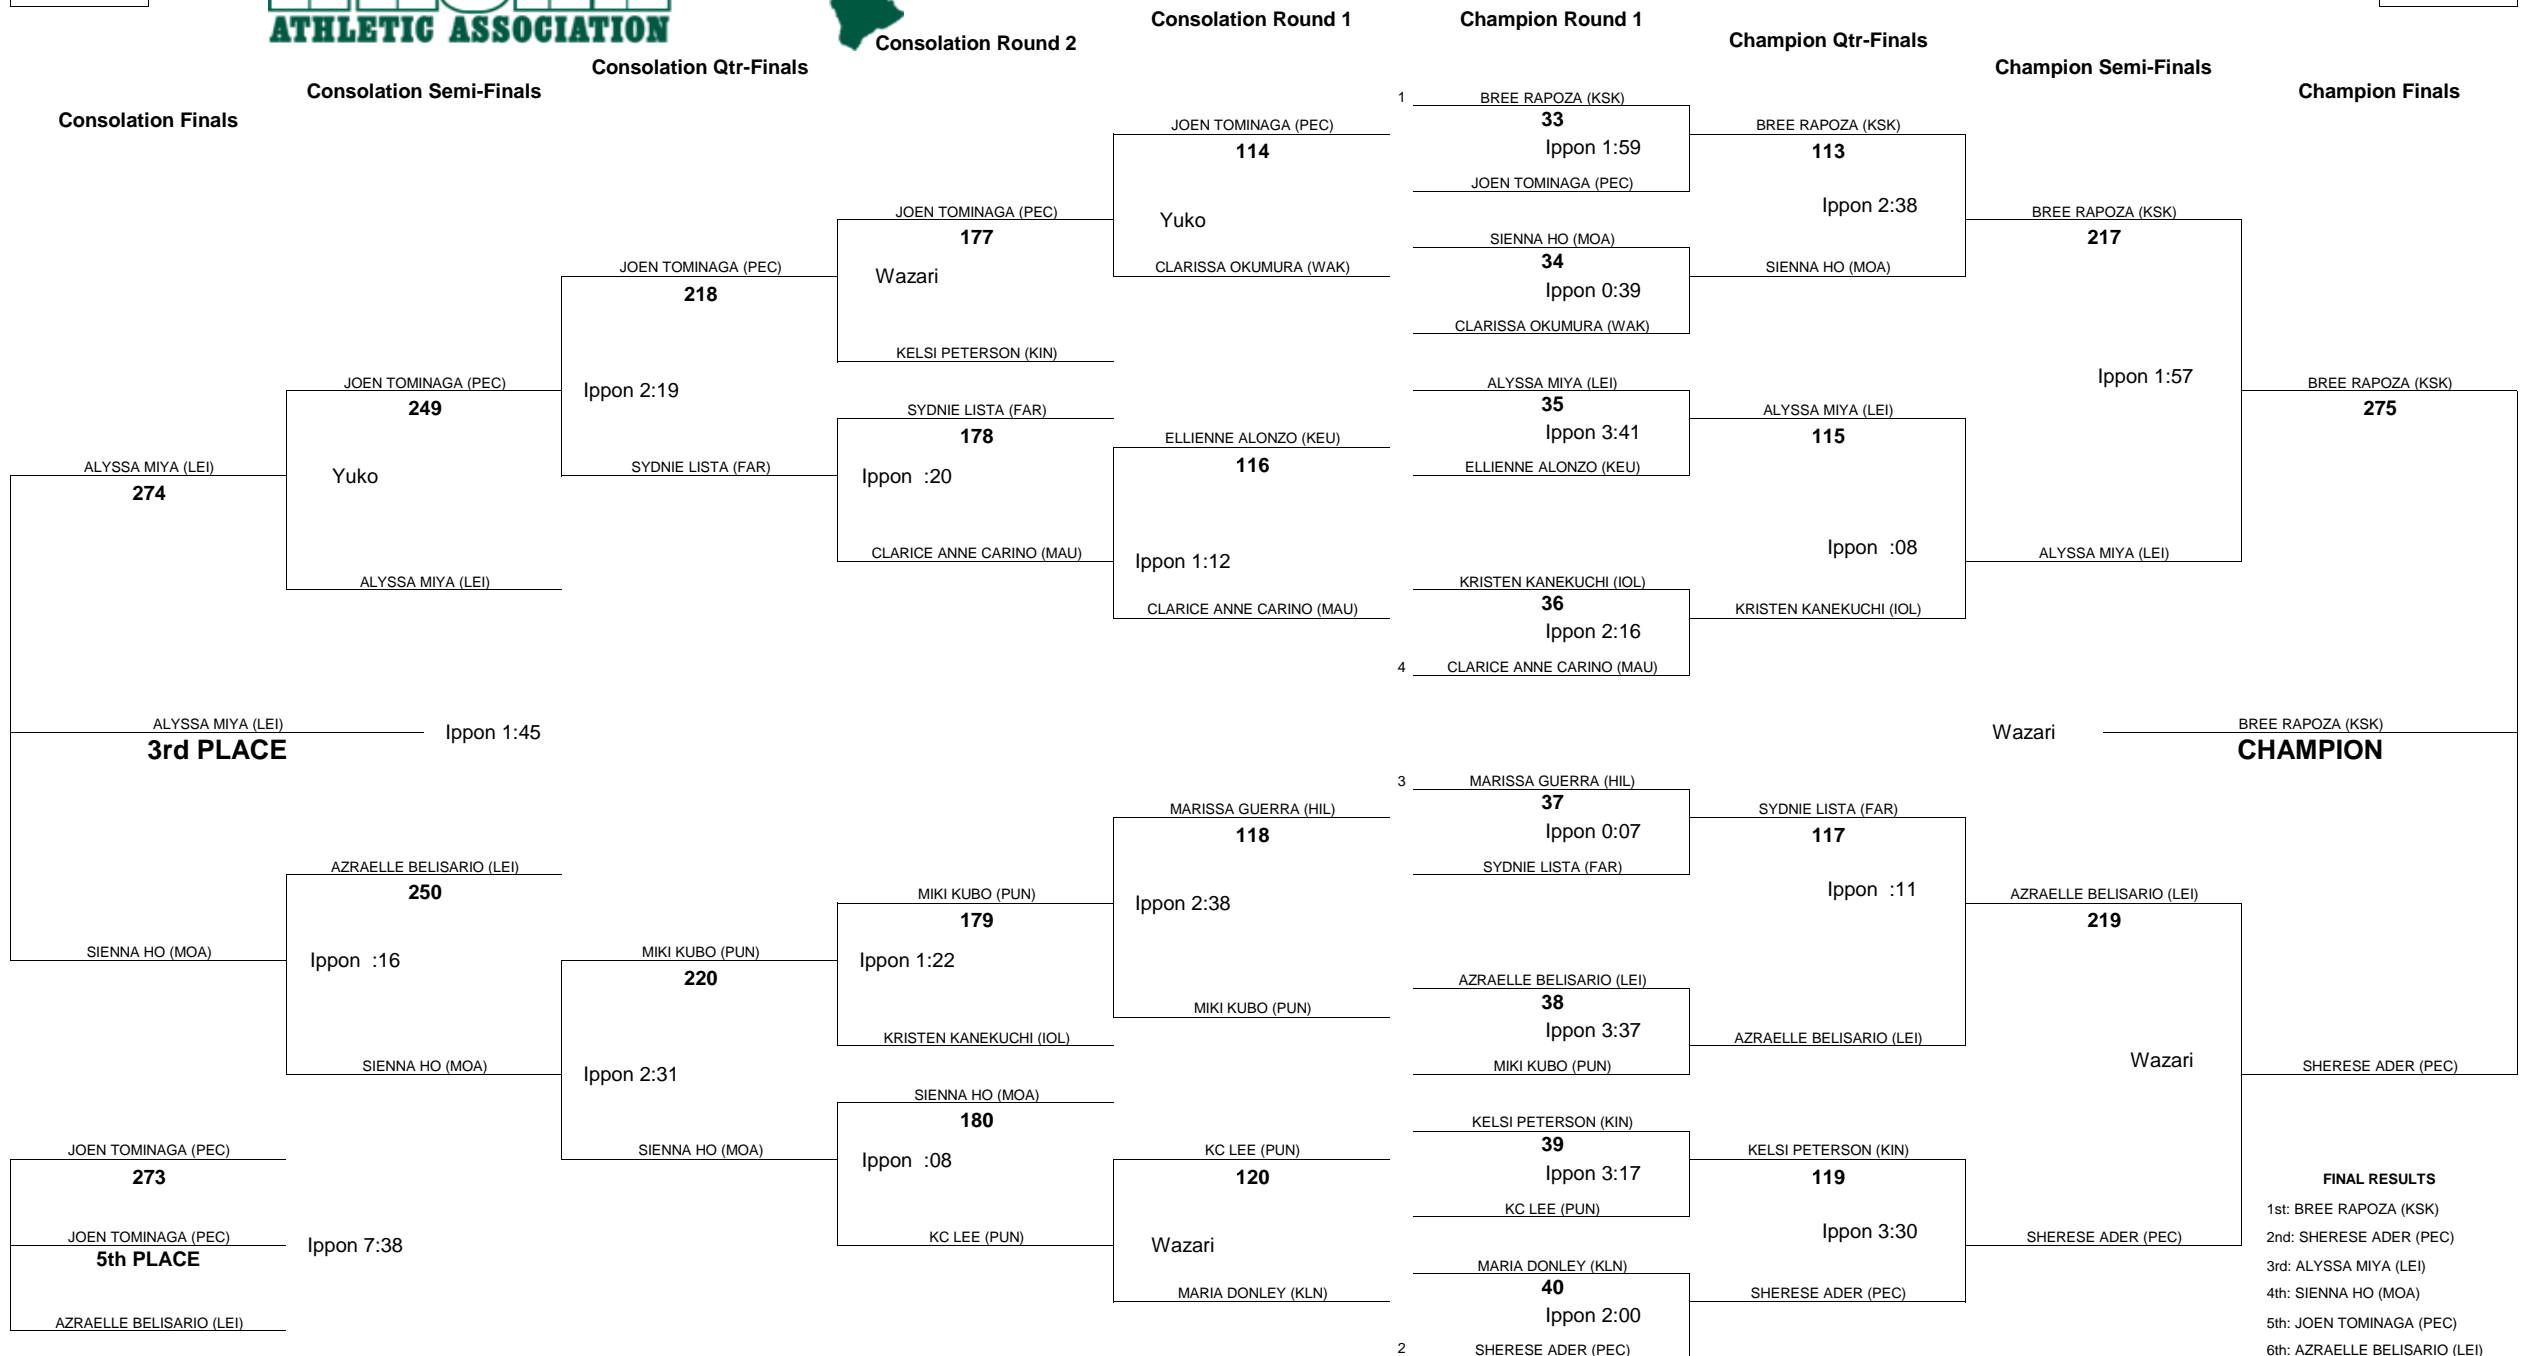 ATHLETIC ASSOCIATION
Consolation Round 1
Champion Round 1
Consolation Round 2
Champion Qtr-Finals
Consolation Qtr-Finals
Champion Semi-Finals
Consolation Semi-Finals
Champion Finals
Consolation Finals
1 BREE RAPOZA (KSK)
33
Ippon 1:59
JOEN TOMINAGA (PEC)
SIENNA HO (MOA)
34
Ippon 0:39
CLARISSA OKUMURA (WAK)
ALYSSA MIYA (LEI)
35
Ippon 3:41
ELLIENNE ALONZO (KEU)
KRISTEN KANEKUCHI (IOL)
36
Ippon 2:16
4 CLARICE ANNE CARINO (MAU)
3 MARISSA GUERRA (HIL)
37
Ippon 0:07
SYDNIE LISTA (FAR)
AZRAELLE BELISARIO (LEI)
38
Ippon 3:37
MIKI KUBO (PUN)
KELSI PETERSON (KIN)
39
Ippon 3:17
KC LEE (PUN)
MARIA DONLEY (KLN)
40
Ippon 2:00
2 SHERESE ADER (PEC)
BREE RAPOZA (KSK)
113
Ippon 2:38
SIENNA HO (MOA)
ALYSSA MIYA (LEI)
115
Ippon :08
KRISTEN KANEKUCHI (IOL)
SYDNIE LISTA (FAR)
117
Ippon :11
AZRAELLE BELISARIO (LEI)
KELSI PETERSON (KIN)
119
Ippon 3:30
SHERESE ADER (PEC)
BREE RAPOZA (KSK)
217
Ippon 1:57
ALYSSA MIYA (LEI)
AZRAELLE BELISARIO (LEI)
219
Wazari
SHERESE ADER (PEC)
BREE RAPOZA (KSK)
275
Wazari
BREE RAPOZA (KSK)
CHAMPION
SHERESE ADER (PEC)
JOEN TOMINAGA (PEC)
114
Yuko
CLARISSA OKUMURA (WAK)
ELLIENNE ALONZO (KEU)
116
Ippon 1:12
CLARICE ANNE CARINO (MAU)
MARISSA GUERRA (HIL)
118
Ippon 2:38
MIKI KUBO (PUN)
KC LEE (PUN)
120
Wazari
MARIA DONLEY (KLN)
JOEN TOMINAGA (PEC)
177
Wazari
KELSI PETERSON (KIN)
SYDNIE LISTA (FAR)
178
Ippon :20
CLARICE ANNE CARINO (MAU)
MIKI KUBO (PUN)
179
Ippon 1:22
KRISTEN KANEKUCHI (IOL)
SIENNA HO (MOA)
180
Ippon :08
KC LEE (PUN)
JOEN TOMINAGA (PEC)
218
Ippon 2:19
SYDNIE LISTA (FAR)
MIKI KUBO (PUN)
220
Ippon 2:31
SIENNA HO (MOA)
JOEN TOMINAGA (PEC)
249
Yuko
ALYSSA MIYA (LEI)
AZRAELLE BELISARIO (LEI)
250
Ippon :16
SIENNA HO (MOA)
ALYSSA MIYA (LEI)
274
ALYSSA MIYA (LEI)
Ippon 1:45
3rd PLACE
SIENNA HO (MOA)
JOEN TOMINAGA (PEC)
273
JOEN TOMINAGA (PEC)
Ippon 7:38
5th PLACE
AZRAELLE BELISARIO (LEI)
FINAL RESULTS
1st: BREE RAPOZA (KSK)
2nd: SHERESE ADER (PEC)
3rd: ALYSSA MIYA (LEI)
4th: SIENNA HO (MOA)
5th: JOEN TOMINAGA (PEC)
6th: AZRAELLE BELISARIO (LEI)